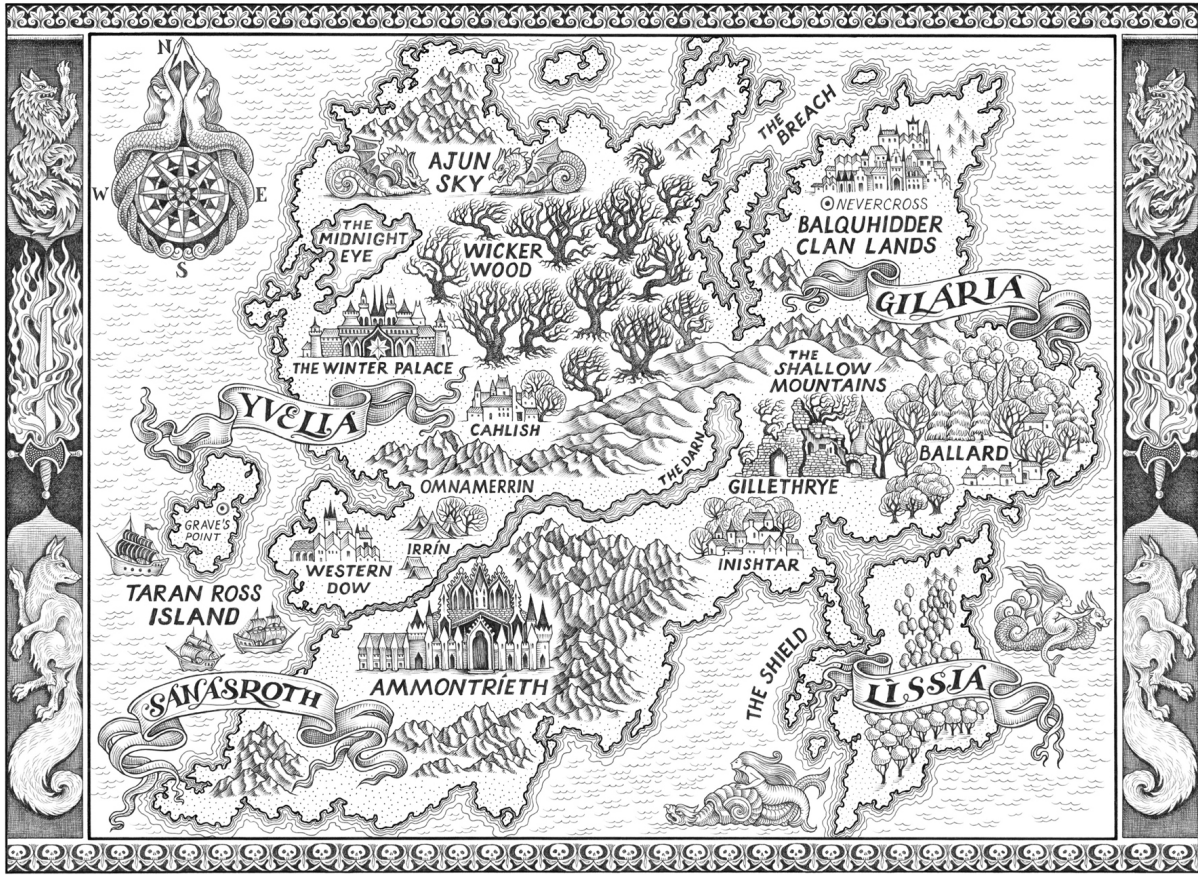 N
W
E
S
THE
BREACH
AJUN
SKY
NEVERCROSS
BALQUHIDDER
CLAN LANDS
THE
MIDNIGHT
EYE
WICKER
WOOD
GILARIA
THE WINTER PALACE
THE
SHALLOW
MOUNTAINS
YVELIA
CAHLISH
THE DARN
BALLARD
OMNAMERRIN
GILLETHRYE
GRAVE'S
POINT
IRRÍN
WESTERN
DOW
INISHTAR
TARAN ROSS
ISLAND
AMMONTRÍETH
THE SHIELD
SANASROTH
LÌSSIA